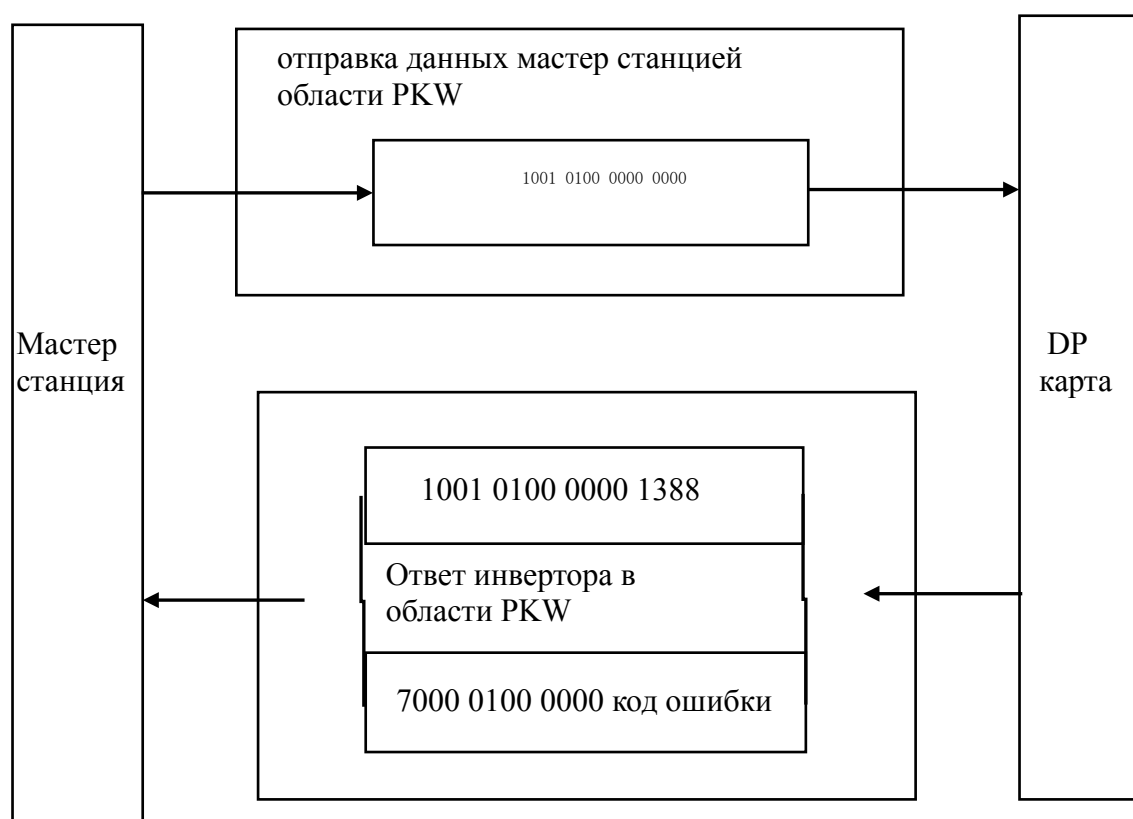 отправка данных мастер станцией
области PKW
1001 0100 0000 0000
Мастер
станция
DP
карта
1001 0100 0000 1388
Ответ инвертора в
области PKW
7000 0100 0000 код ошибки